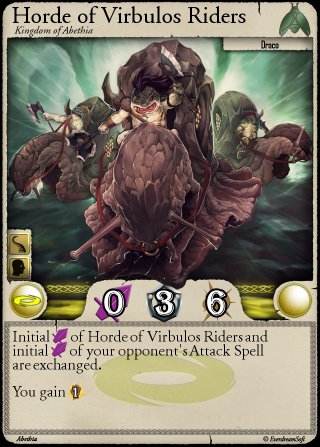 Horde of Virbulos Riders
Kingdom of Abethia
Draco
0 3 6
Initial of Horde of Virbulos Riders and
initial of your opponent's Attack Spell
are exchanged.
You gain 1
Abethia
© EverdreamSoft